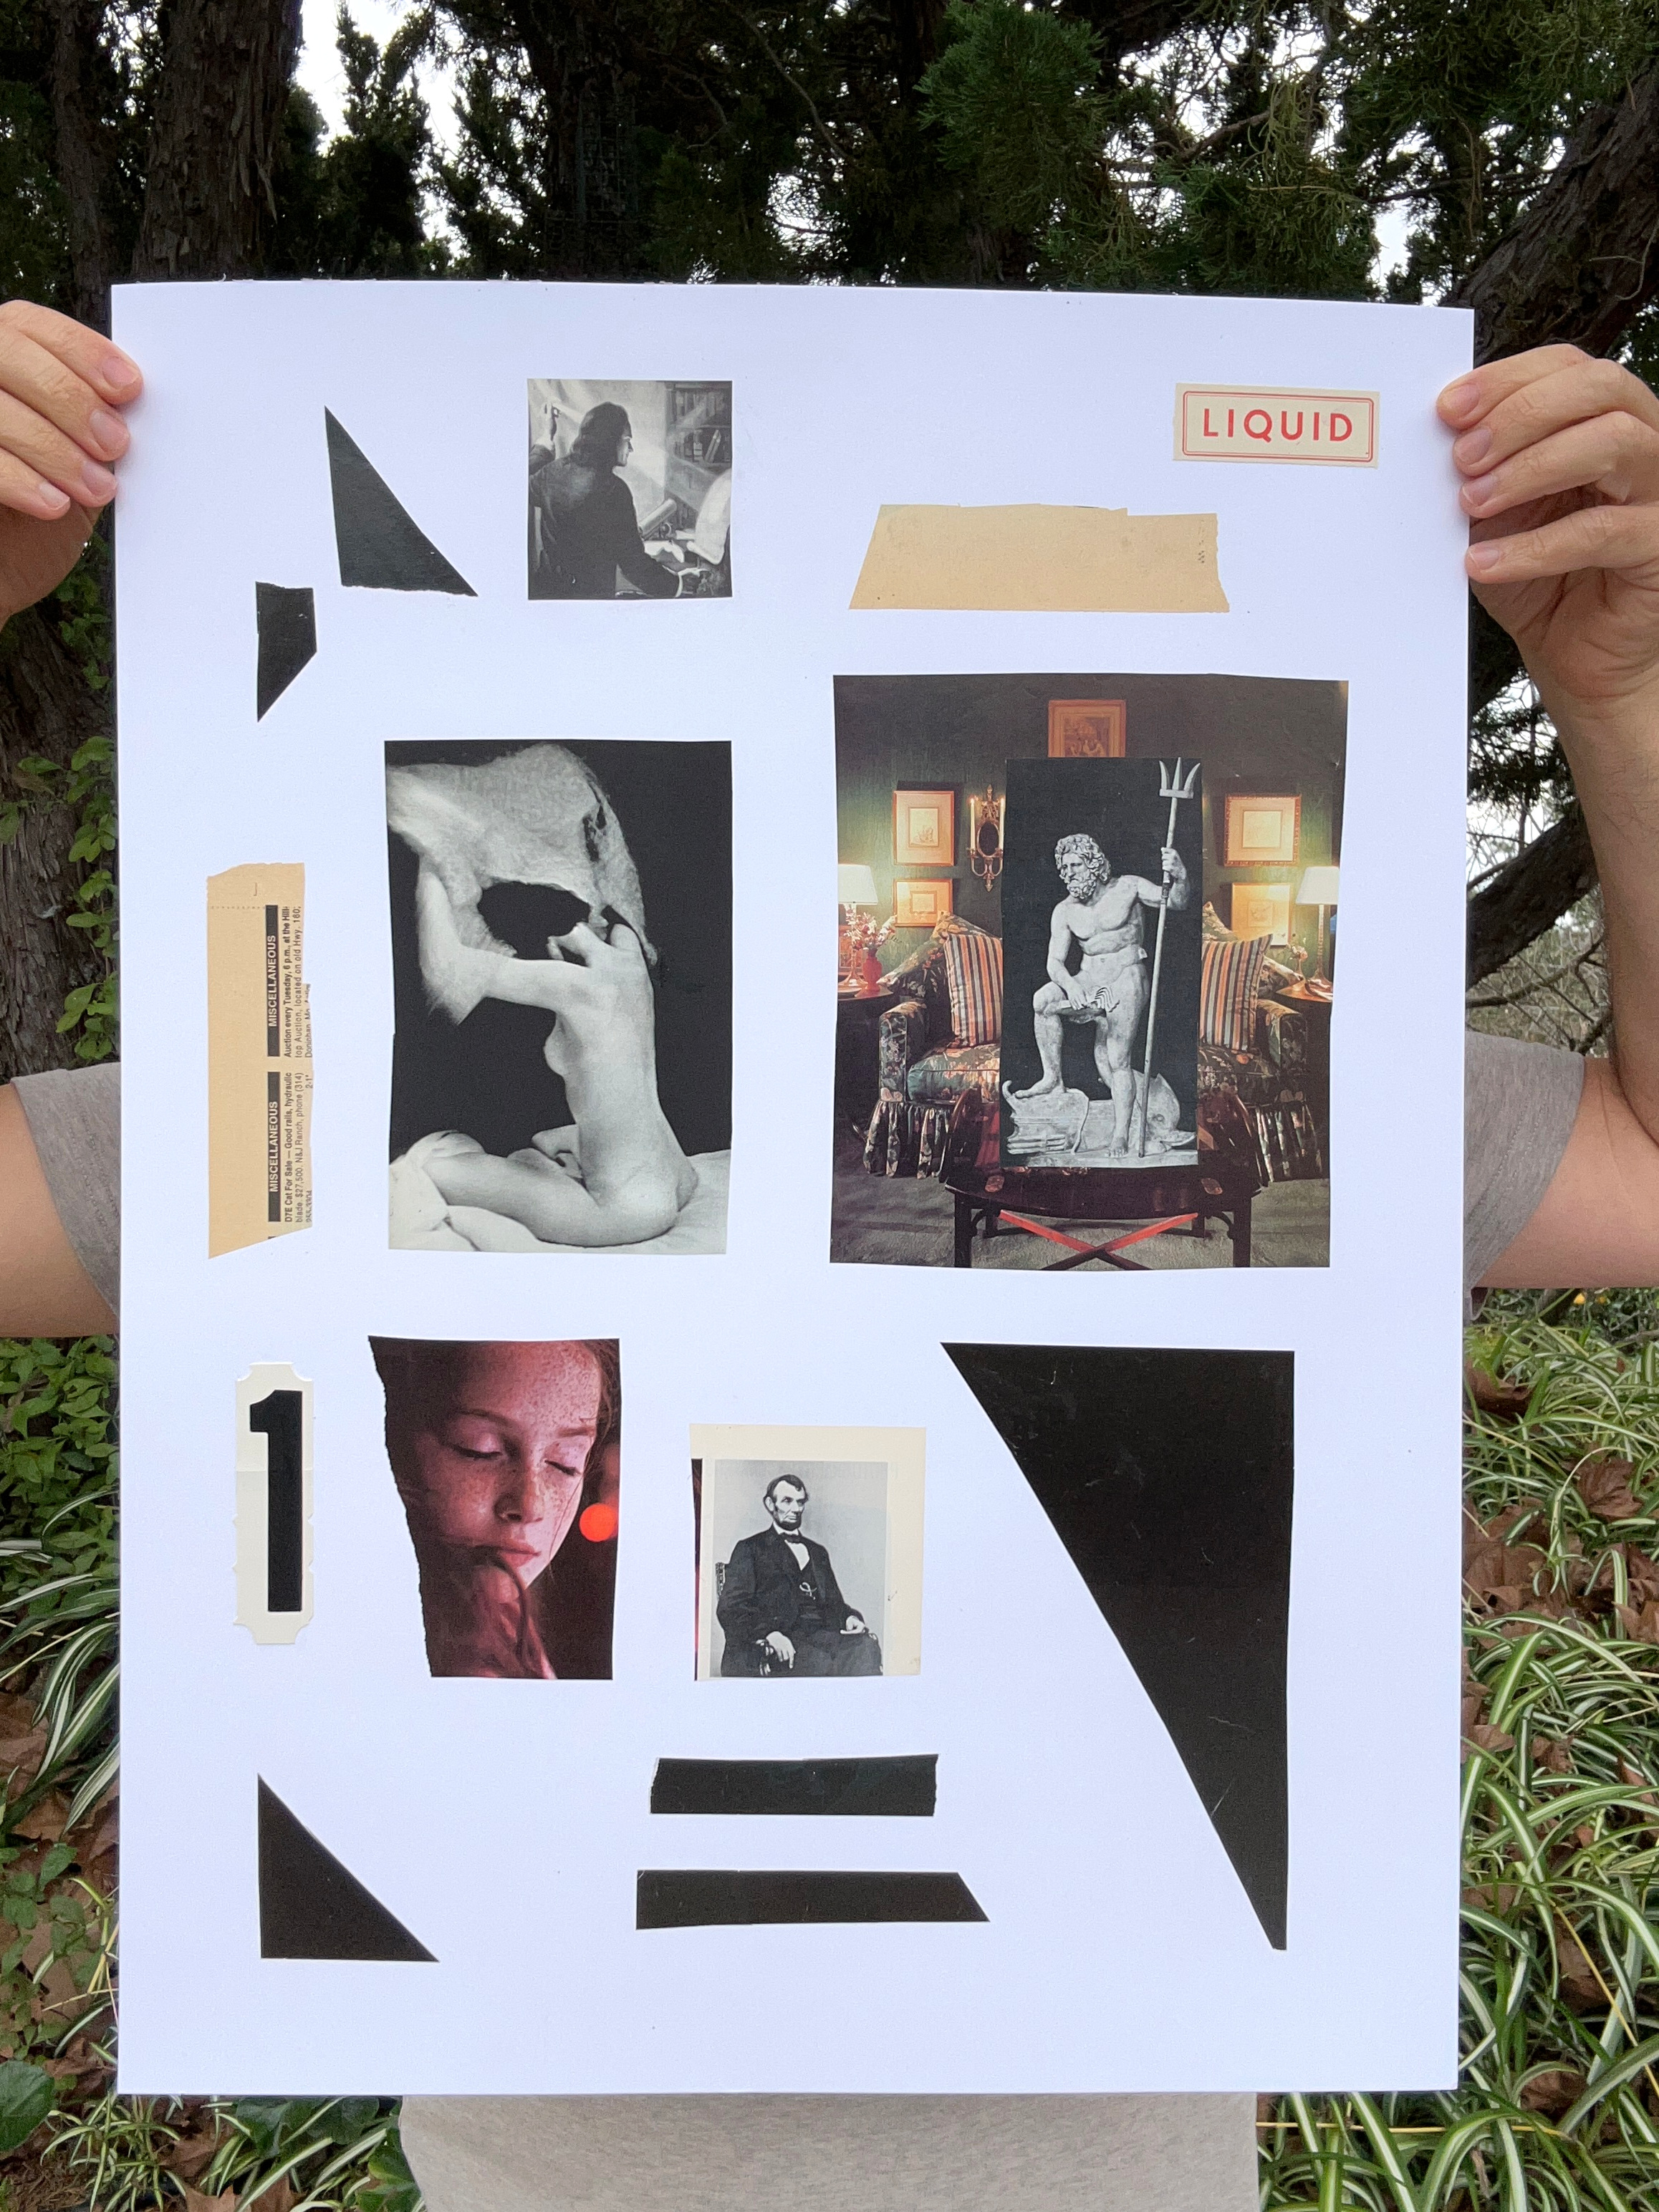 LIQUID
MISCELLANEOUS
D7E Cat For Sale — Good rails, hydraulic
blade. $27,500. N&J Ranch, phone (314)
MISCELLANEOUS
Auction every Tuesday, 6 p.m., at the Hill-
top Auction, located on old Hwy. 160,
1